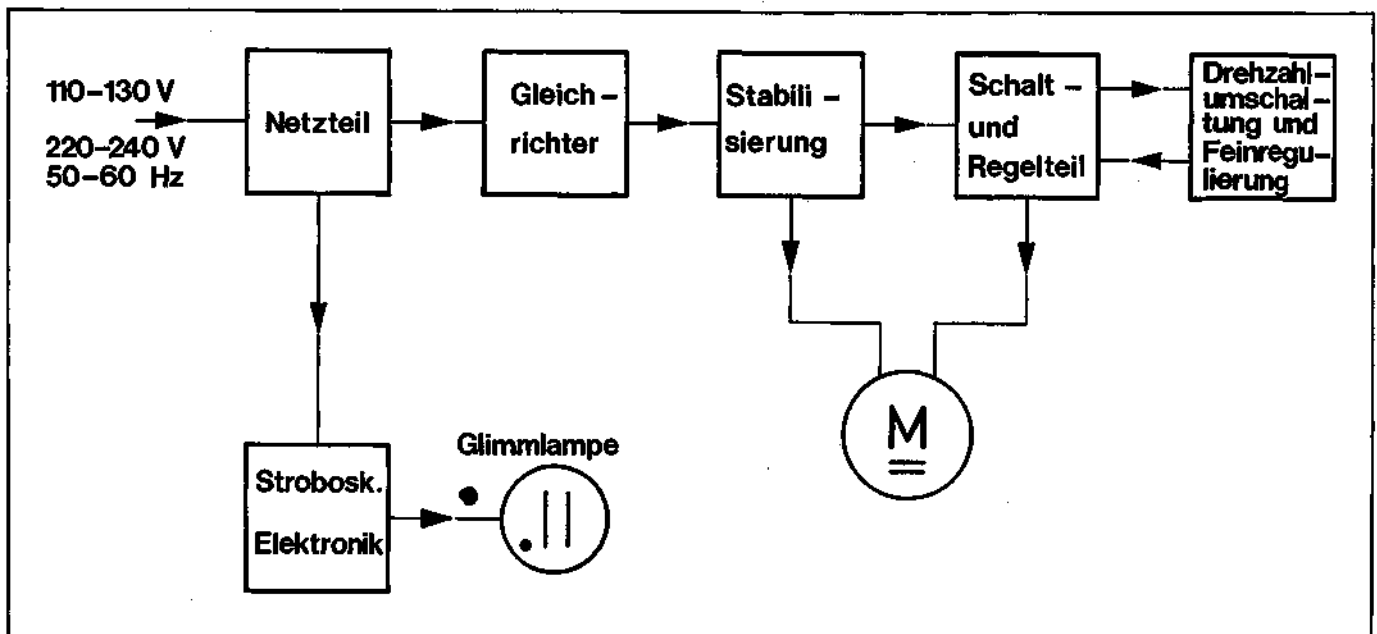 110–130 V
220–240 V
50–60 Hz
Netzteil
Gleich –
richter
Stabili –
sierung
Schalt –
und
Regelteil
Drehzahl–
umschal–
tung und
Feinregu–
lierung
M
Strobosk.
Elektronik
Glimmlampe